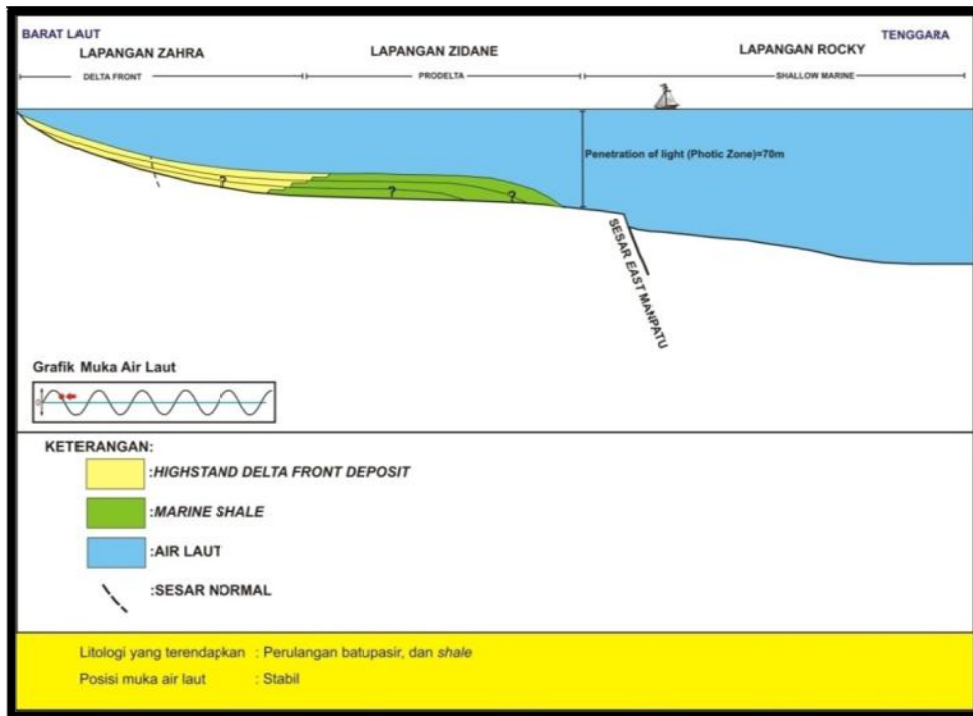 BARAT LAUT
TENGGARA
LAPANGAN ZAHRA
LAPANGAN ZIDANE
LAPANGAN ROCKY
DELTA FRONT
PRODELTA
SHALLOW MARINE
Penetration of light (Photic Zone)=70m
?
?
?
SESAR EAST MANPATU
Grafik Muka Air Laut
0
KETERANGAN:
:HIGHSTAND DELTA FRONT DEPOSIT
:MARINE SHALE
:AIR LAUT
:SESAR NORMAL
Litologi yang terendapkan : Perulangan batupasir, dan shale
Posisi muka air laut : Stabil